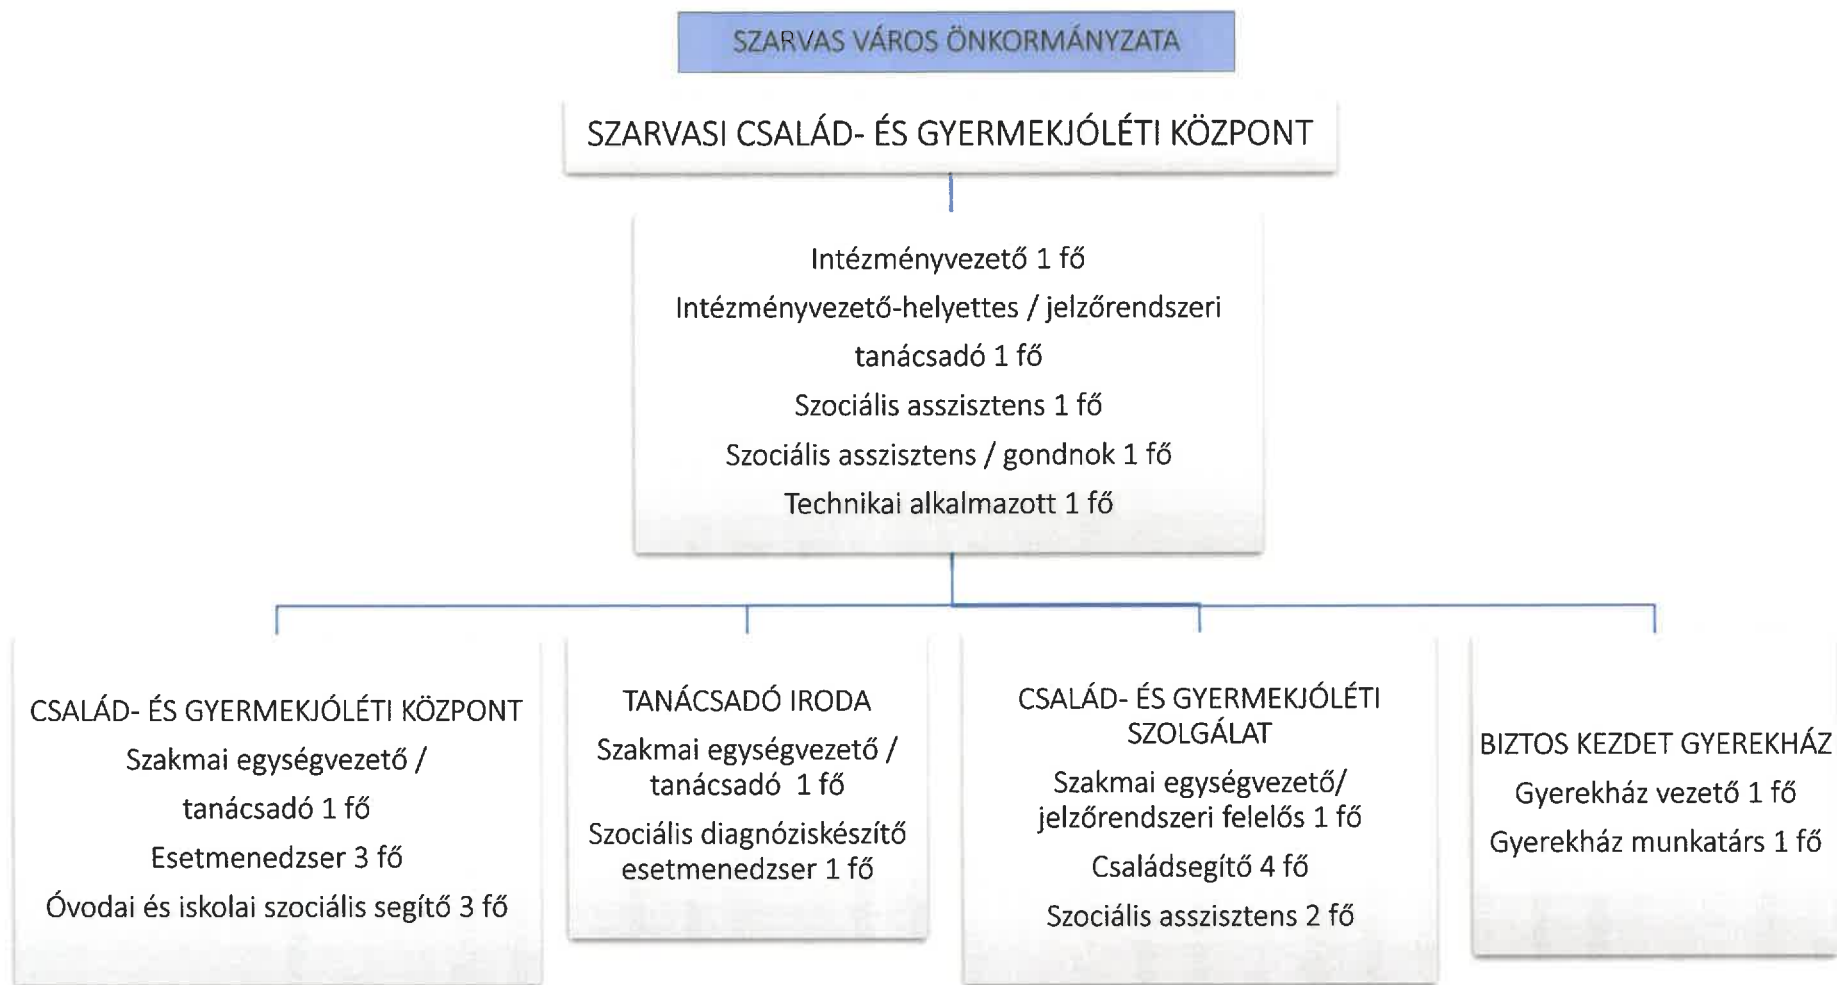 SZARVAS VÁROS ÖNKORMÁNYZATA
SZARVASI CSALÁD- ÉS GYERMEKJÓLÉTI KÖZPONT
Intézményvezető 1 fő
Intézményvezető-helyettes / jelzőrendszeri
tanácsadó 1 fő
Szociális asszisztens 1 fő
Szociális asszisztens / gondnok 1 fő
Technikai alkalmazott 1 fő
CSALÁD- ÉS GYERMEKJÓLÉTI KÖZPONT
Szakmai egységvezető /
tanácsadó 1 fő
Esetmenedzser 3 fő
Óvodai és iskolai szociális segítő 3 fő
TANÁCSADÓ IRODA
Szakmai egységvezető /
tanácsadó 1 fő
Szociális diagnóziskészítő
esetmenedzser 1 fő
CSALÁD- ÉS GYERMEKJÓLÉTI
SZOLGÁLAT
Szakmai egységvezető/
jelzőrendszeri felelős 1 fő
Családsegítő 4 fő
Szociális asszisztens 2 fő
BIZTOS KEZDET GYEREKHÁZ
Gyerekház vezető 1 fő
Gyerekház munkatárs 1 fő